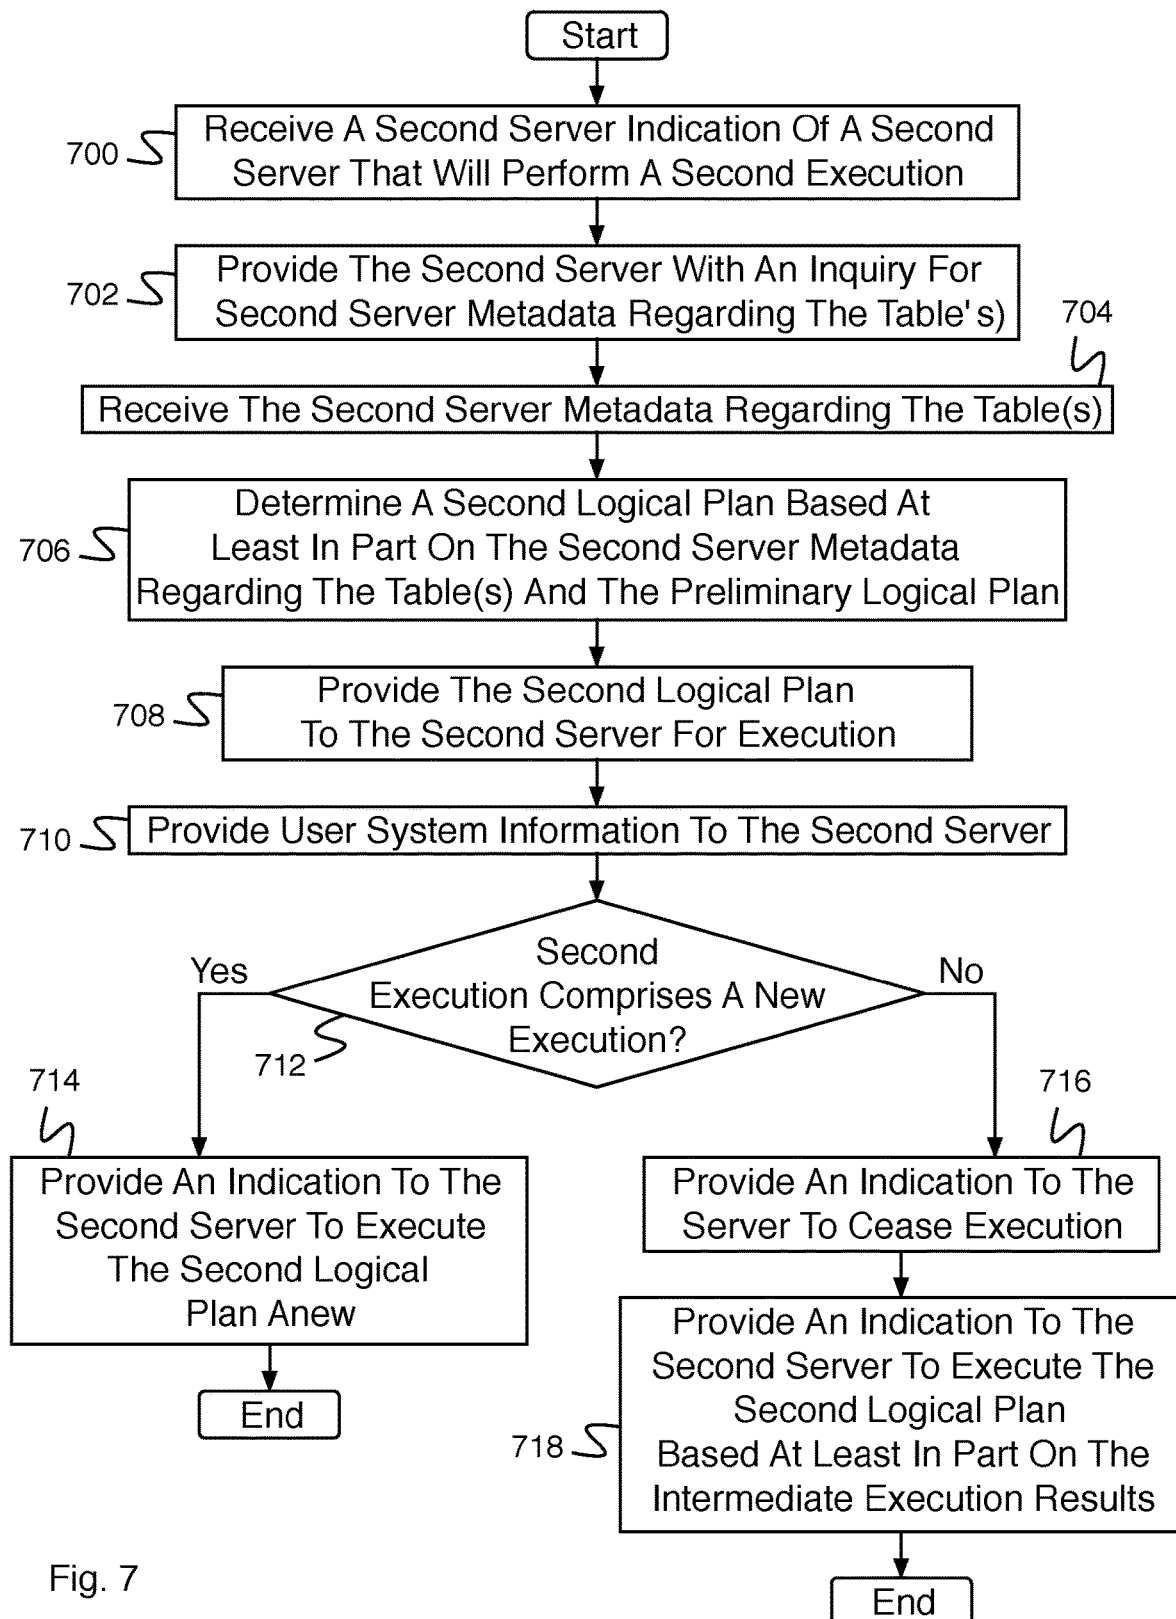 Start
700
Receive A Second Server Indication Of A Second
Server That Will Perform A Second Execution
702
Provide The Second Server With An Inquiry For
Second Server Metadata Regarding The Table's)
704
Receive The Second Server Metadata Regarding The Table(s)
706
Determine A Second Logical Plan Based At
Least In Part On The Second Server Metadata
Regarding The Table(s) And The Preliminary Logical Plan
708
Provide The Second Logical Plan
To The Second Server For Execution
710
Provide User System Information To The Second Server
Second
Execution Comprises A New
Execution?
712
Yes
No
714
Provide An Indication To The
Second Server To Execute
The Second Logical
Plan Anew
End
716
Provide An Indication To The
Server To Cease Execution
718
Provide An Indication To The
Second Server To Execute The
Second Logical Plan
Based At Least In Part On The
Intermediate Execution Results
End
Fig. 7